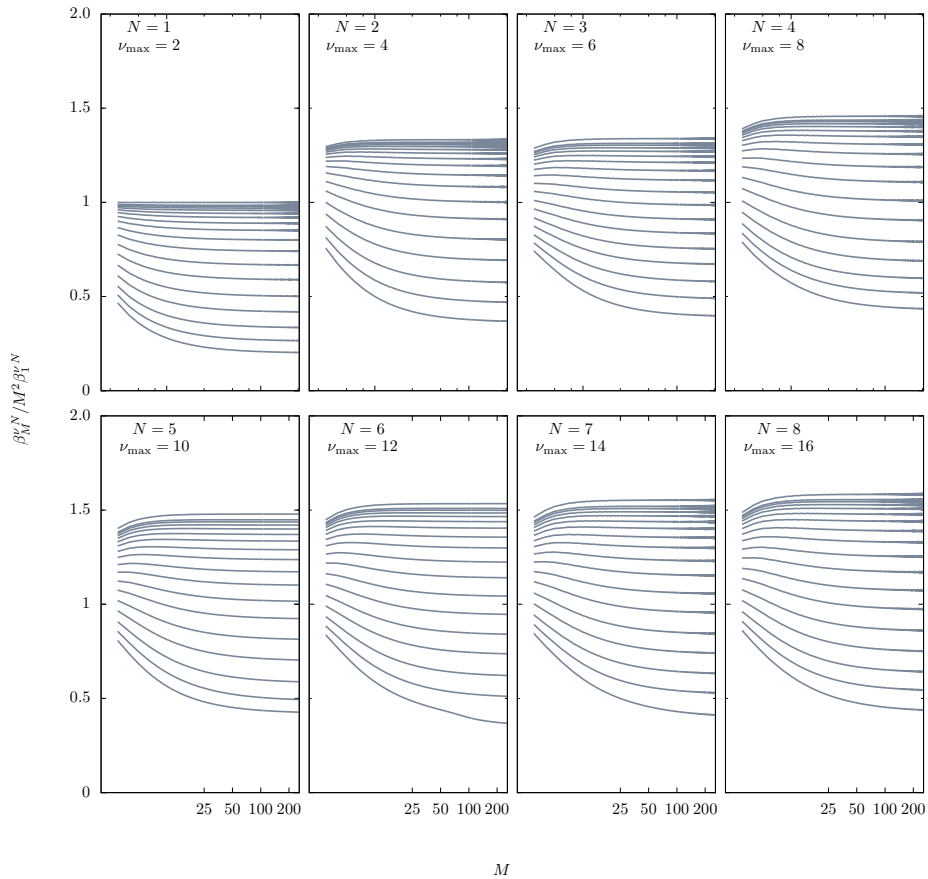 N = 1
ν_max = 2
N = 2
ν_max = 4
N = 3
ν_max = 6
N = 4
ν_max = 8
2.0
1.5
1
0.5
0
β_M^{ν N}/M²β_1^{ν N}
N = 5
ν_max = 10
N = 6
ν_max = 12
N = 7
ν_max = 14
N = 8
ν_max = 16
2.0
1.5
1
0.5
0
25 50 100 200 25 50 100 200 25 50 100 200 25 50 100 200
M